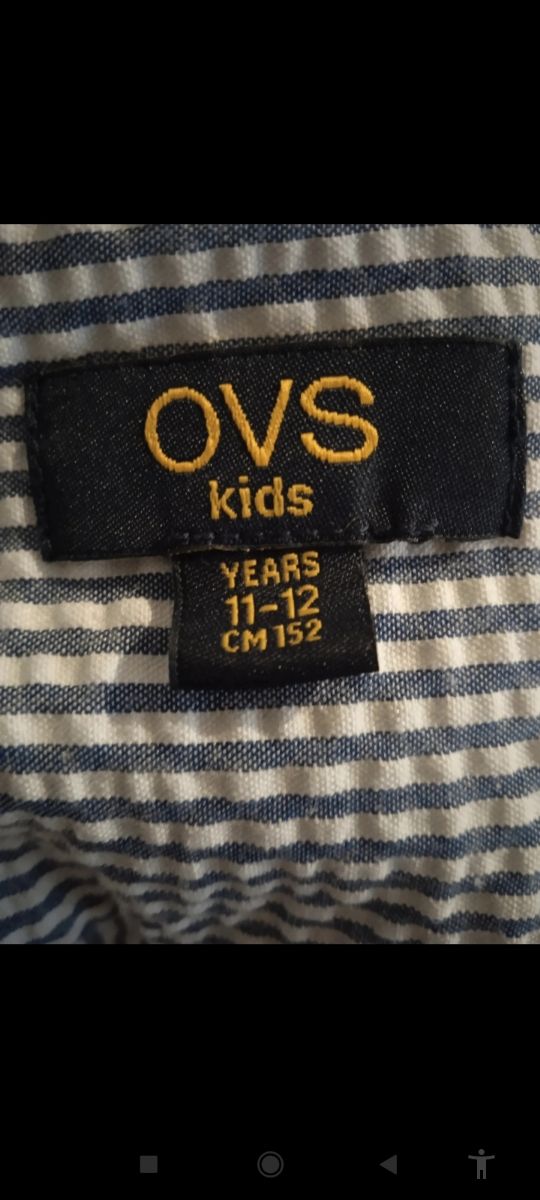 OVS
kids
YEARS
11-12
CM 152